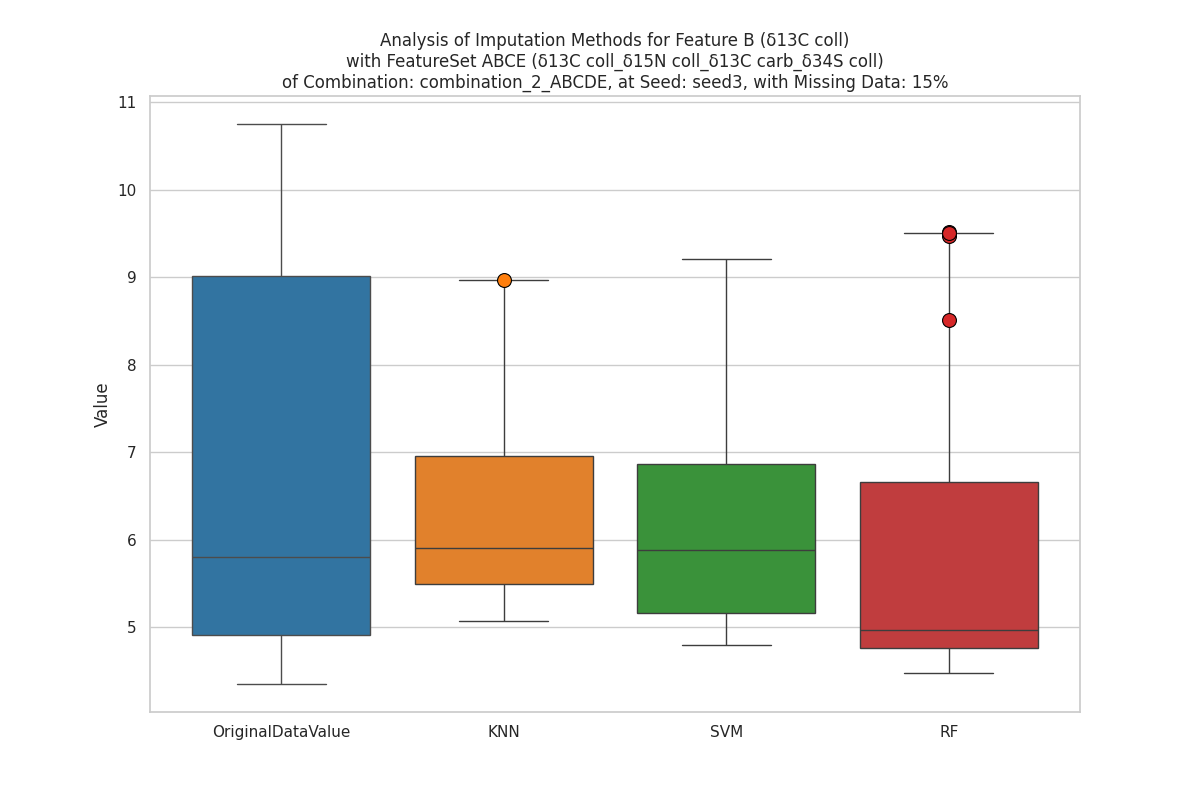 Analysis of Imputation Methods for Feature B (δ13C coll)
with FeatureSet ABCE (δ13C coll_δ15N coll_δ13C carb_δ34S coll)
of Combination: combination_2_ABCDE, at Seed: seed3, with Missing Data: 15%
11
10
9
8
7
6
5
Value
OriginalDataValue
KNN
SVM
RF